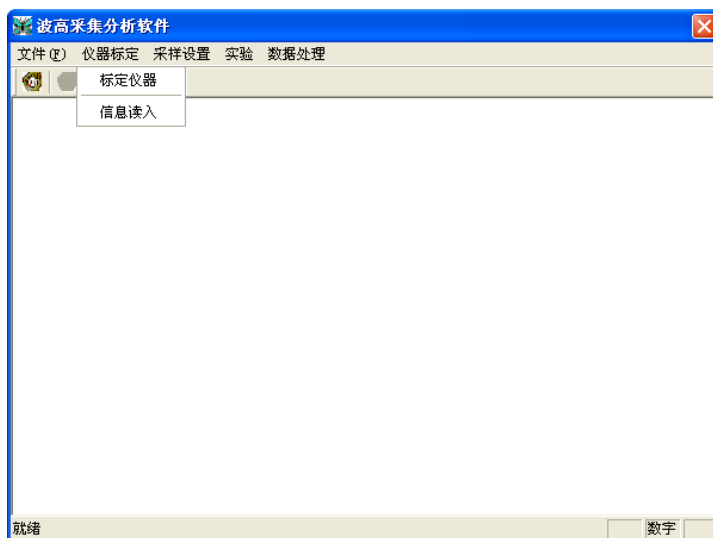 波高采集分析软件
文件(F) 仪器标定 采样设置 实验 数据处理
标定仪器
信息读入
就绪 数字